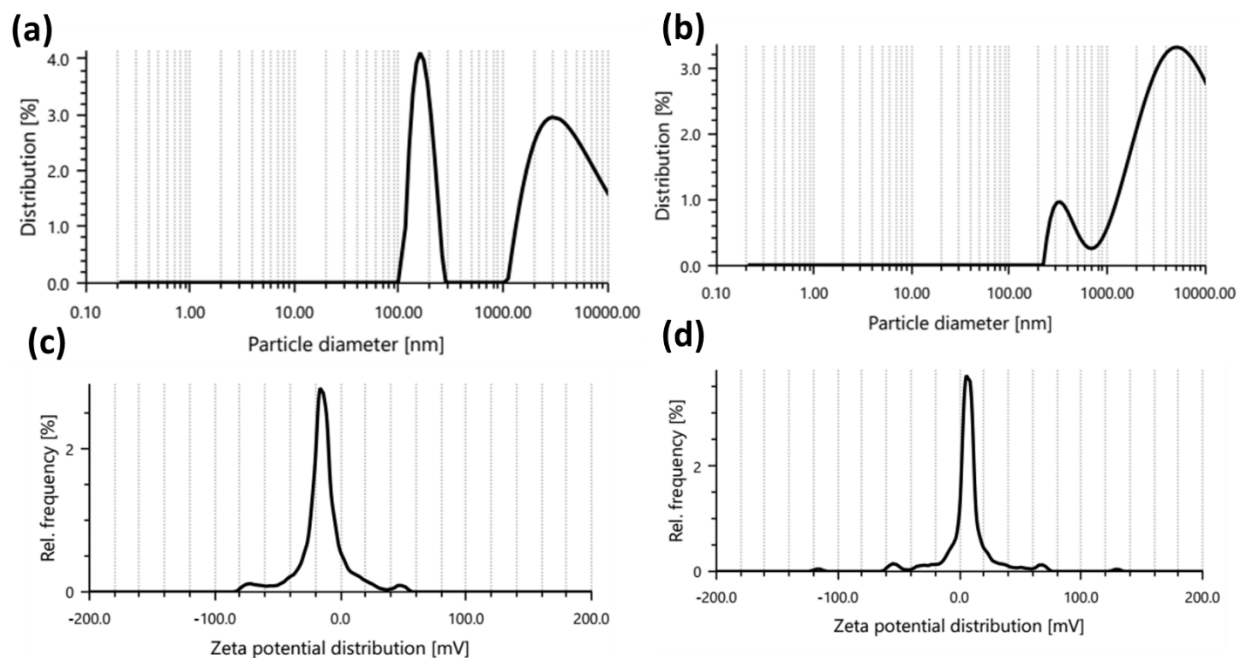 (a)
Distribution [%]
4.0
3.0
2.0
1.0
0.0
0.10 1.00 10.00 100.00 1000.00 10000.00
Particle diameter [nm]
(b)
Distribution [%]
3.0
2.0
1.0
0.0
0.10 1.00 10.00 100.00 1000.00 10000.00
Particle diameter [nm]
(c)
Rel. frequency [%]
2
0
-200.0 -100.0 0.0 100.0 200.0
Zeta potential distribution [mV]
(d)
Rel. frequency [%]
2
0
-200.0 -100.0 0.0 100.0 200.0
Zeta potential distribution [mV]